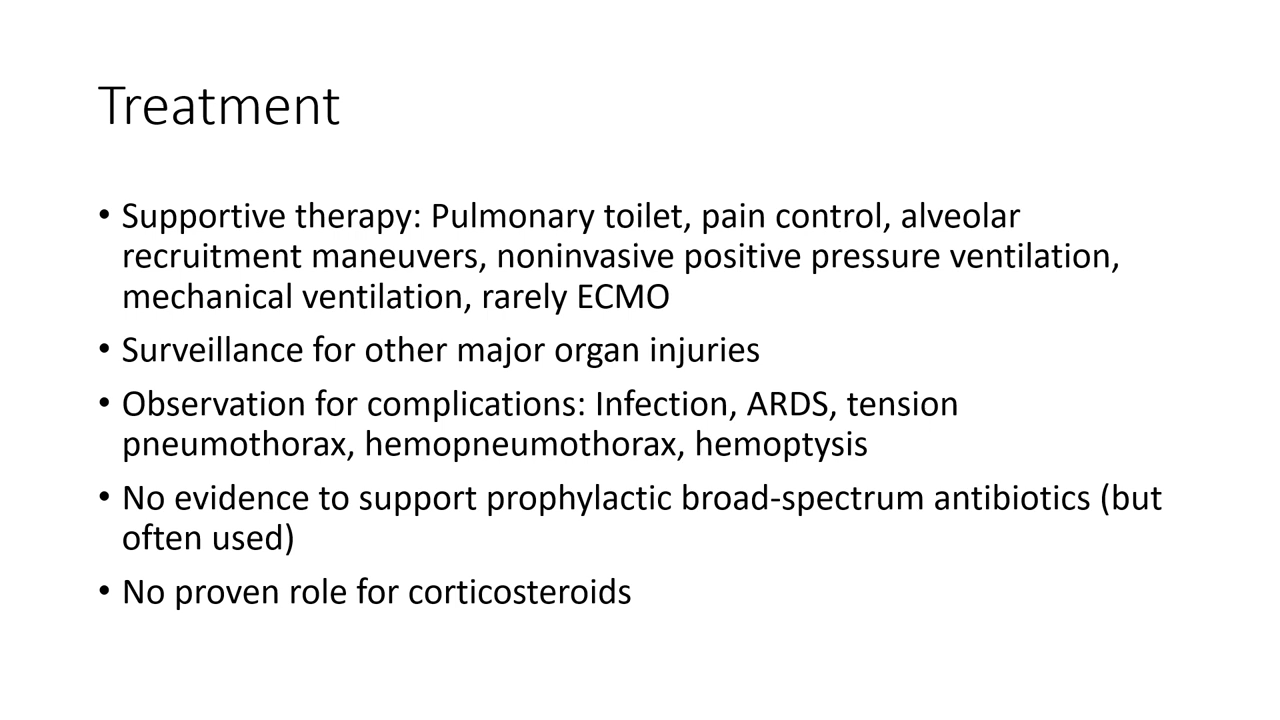 Treatment
• Supportive therapy: Pulmonary toilet, pain control, alveolar
recruitment maneuvers, noninvasive positive pressure ventilation,
mechanical ventilation, rarely ECMO
• Surveillance for other major organ injuries
• Observation for complications: Infection, ARDS, tension
pneumothorax, hemopneumothorax, hemoptysis
• No evidence to support prophylactic broad-spectrum antibiotics (but
often used)
• No proven role for corticosteroids